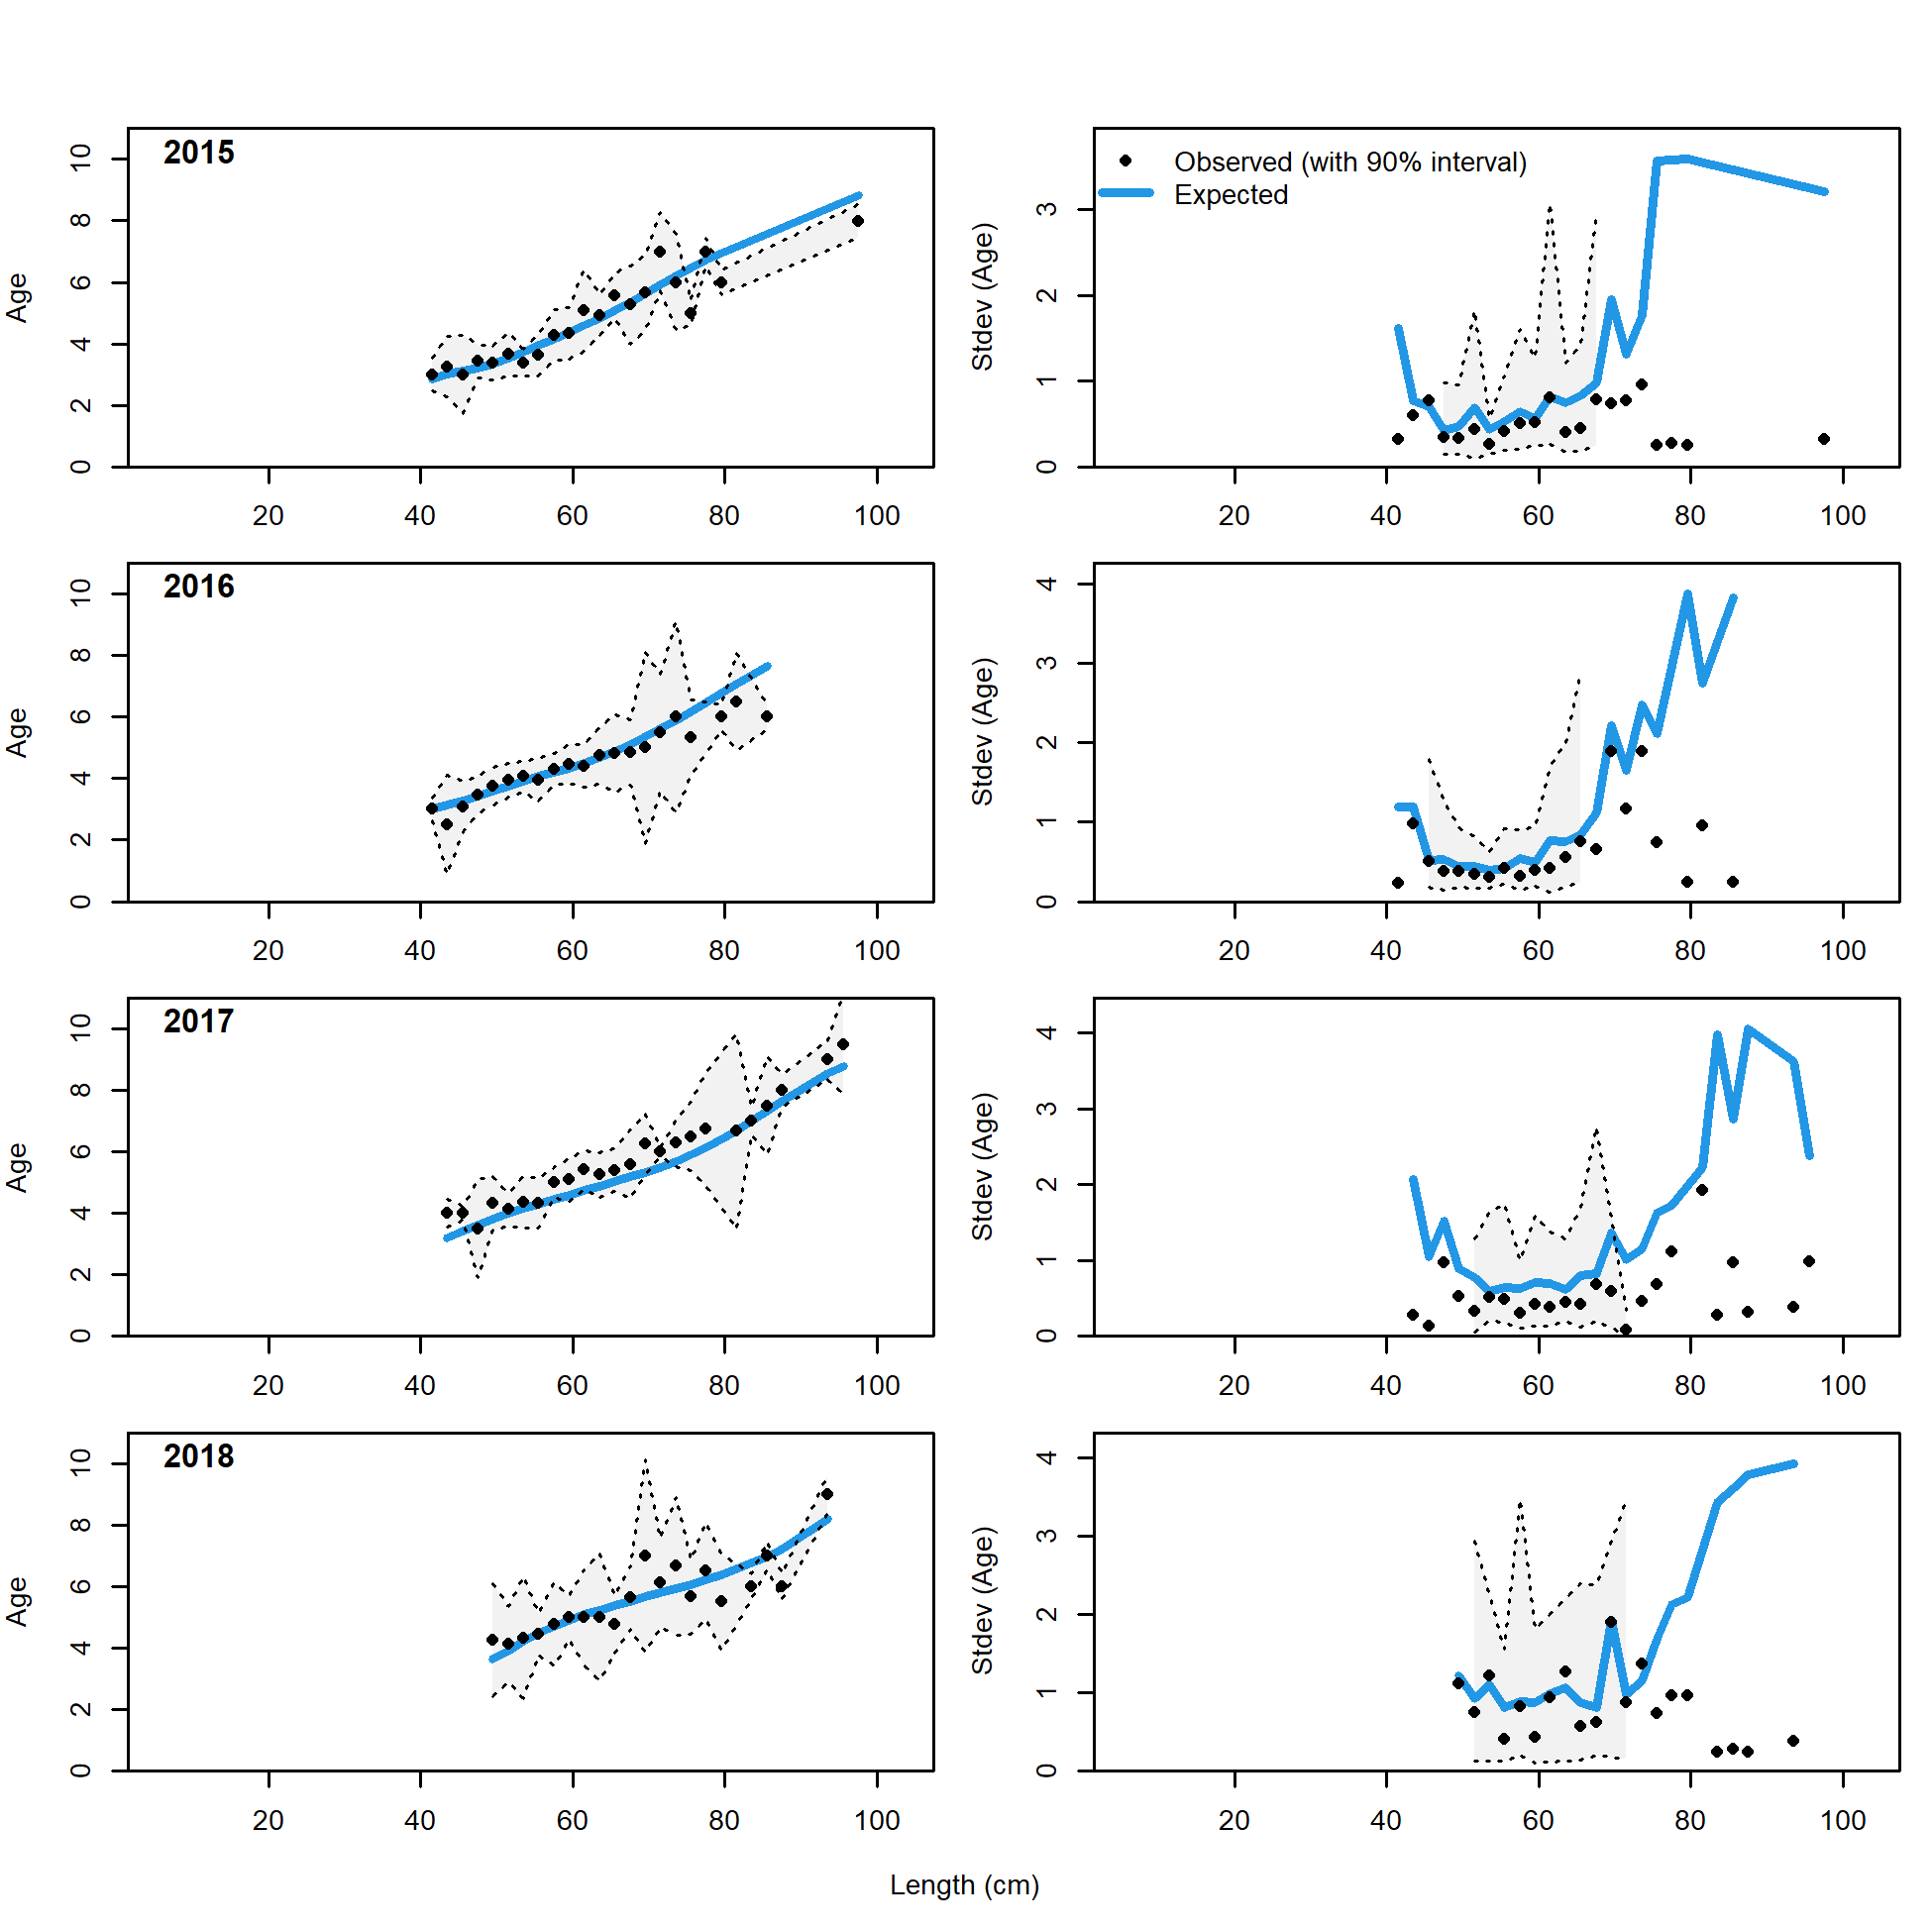 2015
Age
0 2 4 6 8 10
20 40 60 80 100
Observed (with 90% interval)
Expected
Stdev (Age)
0 1 2 3
20 40 60 80 100
2016
Age
0 2 4 6 8 10
20 40 60 80 100
Stdev (Age)
0 1 2 3 4
20 40 60 80 100
2017
Age
0 2 4 6 8 10
20 40 60 80 100
Stdev (Age)
0 1 2 3 4
20 40 60 80 100
2018
Age
0 2 4 6 8 10
20 40 60 80 100
Stdev (Age)
0 1 2 3 4
20 40 60 80 100
Length (cm)